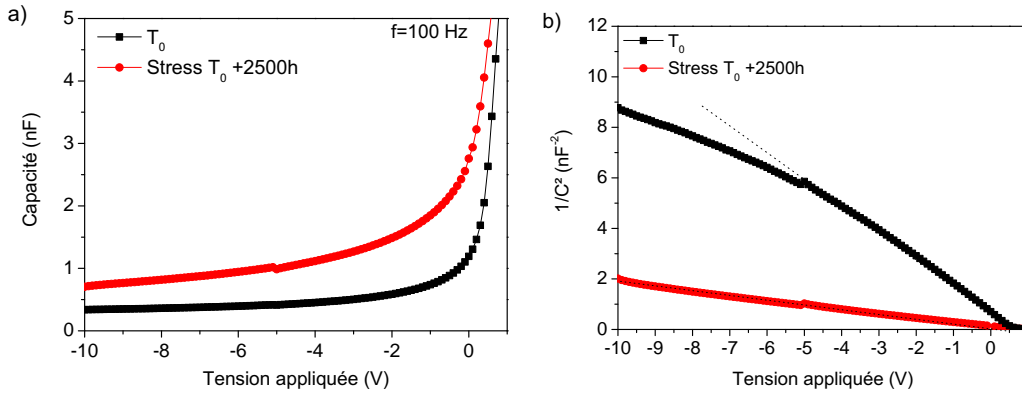 a)
f=100 Hz
T₀
Stress T₀ +2500h
Capacité (nF)
5
4
3
2
1
0
-10 -8 -6 -4 -2 0
Tension appliquée (V)
b)
T₀
Stress T₀ +2500h
1/C² (nF⁻²)
12
10
8
6
4
2
0
-10 -9 -8 -7 -6 -5 -4 -3 -2 -1 0
Tension appliquée (V)